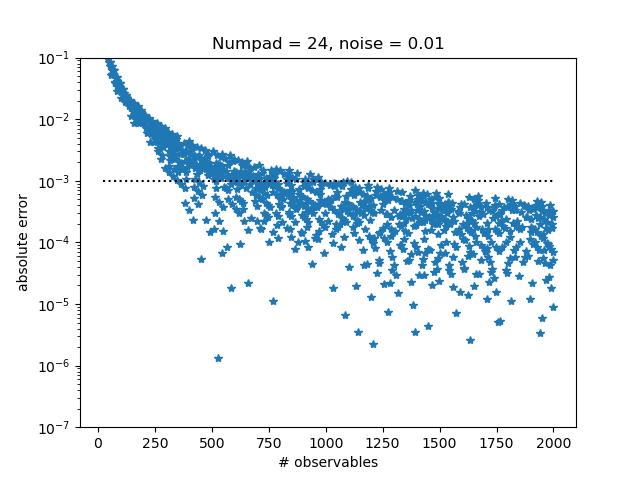 Numpad = 24, noise = 0.01
absolute error
10⁻¹
10⁻²
10⁻³
10⁻⁴
10⁻⁵
10⁻⁶
10⁻⁷
0 250 500 750 1000 1250 1500 1750 2000
# observables